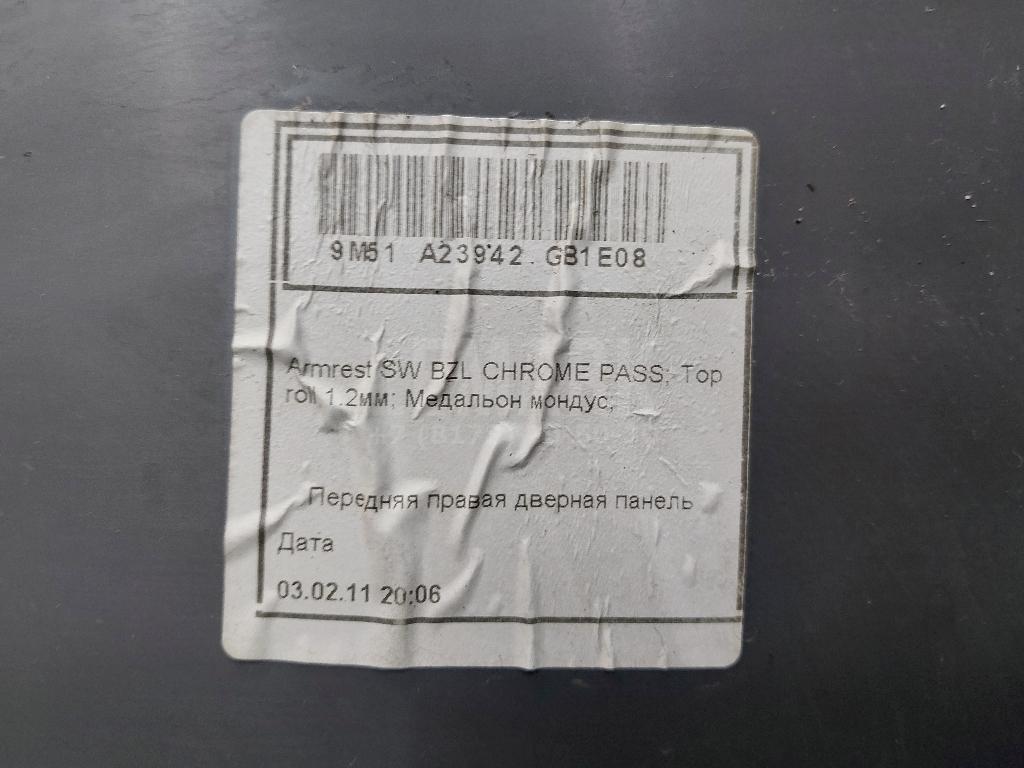 9M51 A23942 GB1E08
Armrest SW BZL CHROME PASS; Top
roll 1.2мм; Медальон мондус;
Передняя правая дверная панель
Дата
03.02.11 20:06